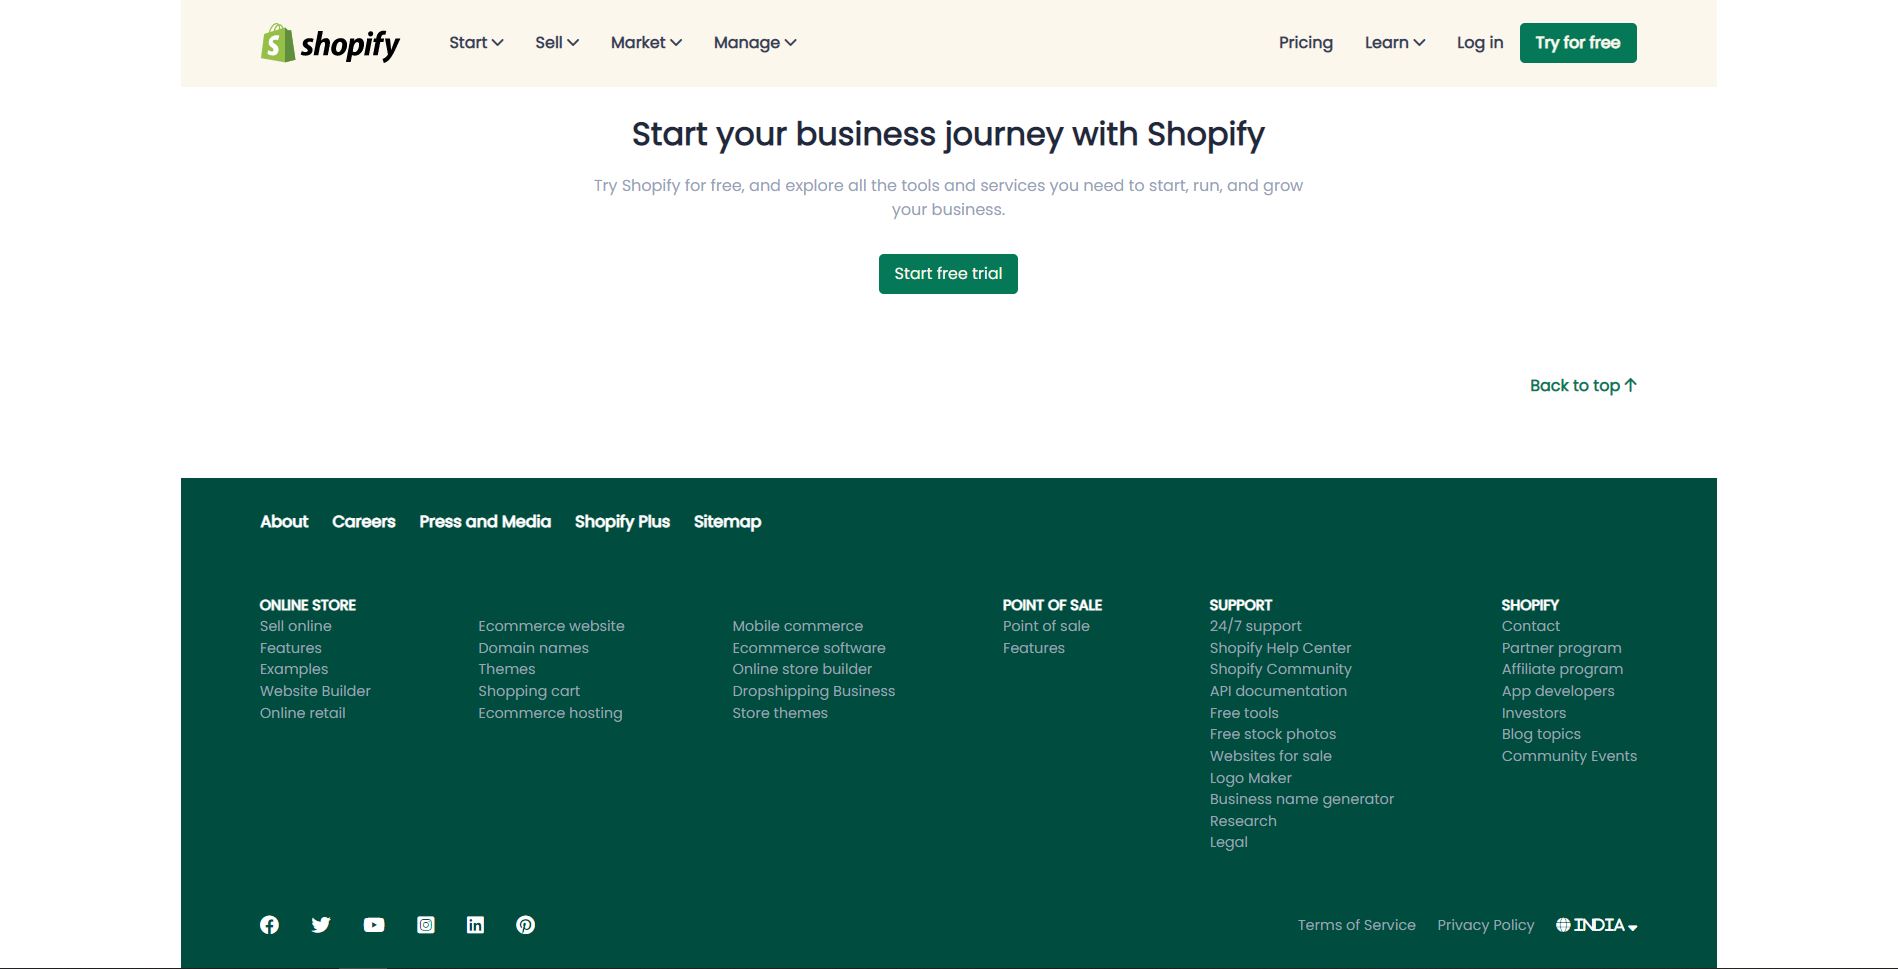 shopify
Start Sell Market Manage Pricing Learn Log in Try for free
Start your business journey with Shopify
Try Shopify for free, and explore all the tools and services you need to start, run, and grow
your business.
Start free trial
Back to top
About Careers Press and Media Shopify Plus Sitemap
ONLINE STORE
Sell online
Features
Examples
Website Builder
Online retail
Ecommerce website
Domain names
Themes
Shopping cart
Ecommerce hosting
Mobile commerce
Ecommerce software
Online store builder
Dropshipping Business
Store themes
POINT OF SALE
Point of sale
Features
SUPPORT
24/7 support
Shopify Help Center
Shopify Community
API documentation
Free tools
Free stock photos
Websites for sale
Logo Maker
Business name generator
Research
Legal
SHOPIFY
Contact
Partner program
Affiliate program
App developers
Investors
Blog topics
Community Events
Terms of Service Privacy Policy INDIA